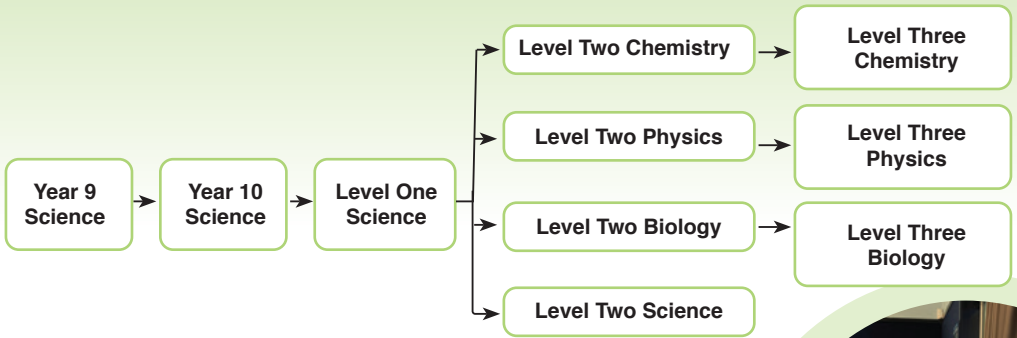 Year 9
Science
Year 10
Science
Level One
Science
Level Two Chemistry
Level Three
Chemistry
Level Two Physics
Level Three
Physics
Level Two Biology
Level Three
Biology
Level Two Science